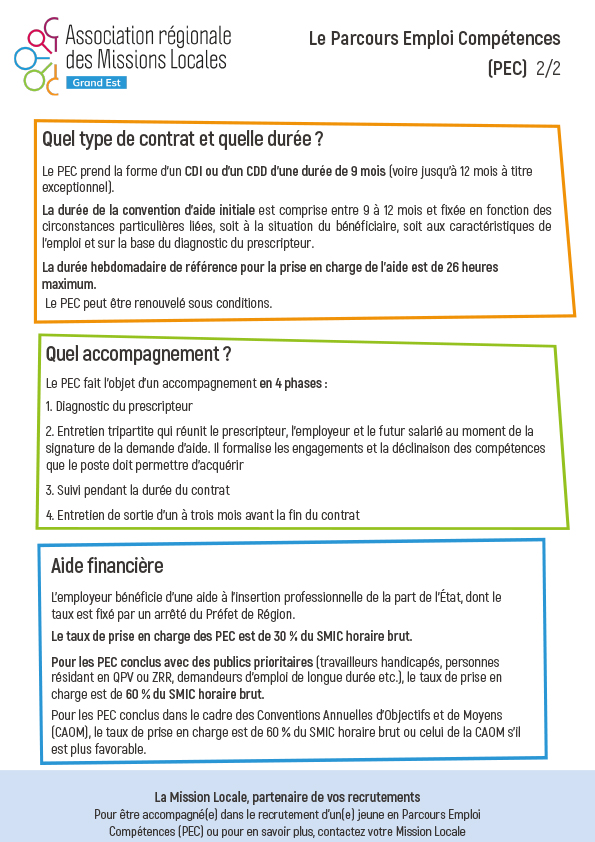 Association régionale
des Missions Locales
Grand Est
Le Parcours Emploi Compétences
(PEC) 2/2
Quel type de contrat et quelle durée ?
Le PEC prend la forme d'un CDI ou d'un CDD d'une durée de 9 mois (voire jusqu'à 12 mois à titre
exceptionnel).
La durée de la convention d'aide initiale est comprise entre 9 à 12 mois et fixée en fonction des
circonstances particulières liées, soit à la situation du bénéficiaire, soit aux caractéristiques de
l'emploi et sur la base du diagnostic du prescripteur.
La durée hebdomadaire de référence pour la prise en charge de l'aide est de 26 heures
maximum.
Le PEC peut être renouvelé sous conditions.
Quel accompagnement ?
Le PEC fait l'objet d'un accompagnement en 4 phases :
1. Diagnostic du prescripteur
2. Entretien tripartite qui réunit le prescripteur, l'employeur et le futur salarié au moment de la
signature de la demande d'aide. Il formalise les engagements et la déclinaison des compétences
que le poste doit permettre d'acquérir
3. Suivi pendant la durée du contrat
4. Entretien de sortie d'un à trois mois avant la fin du contrat
Aide financière
L'employeur bénéficie d'une aide à l'insertion professionnelle de la part de l'État, dont le
taux est fixé par un arrêté du Préfet de Région.
Le taux de prise en charge des PEC est de 30 % du SMIC horaire brut.
Pour les PEC conclus avec des publics prioritaires (travailleurs handicapés, personnes
résidant en QPV ou ZRR, demandeurs d'emploi de longue durée etc.), le taux de prise en
charge est de 60 % du SMIC horaire brut.
Pour les PEC conclus dans le cadre des Conventions Annuelles d'Objectifs et de Moyens
(CAOM), le taux de prise en charge est de 60 % du SMIC horaire brut ou celui de la CAOM s'il
est plus favorable.
La Mission Locale, partenaire de vos recrutements
Pour être accompagné(e) dans le recrutement d'un(e) jeune en Parcours Emploi
Compétences (PEC) ou pour en savoir plus, contactez votre Mission Locale